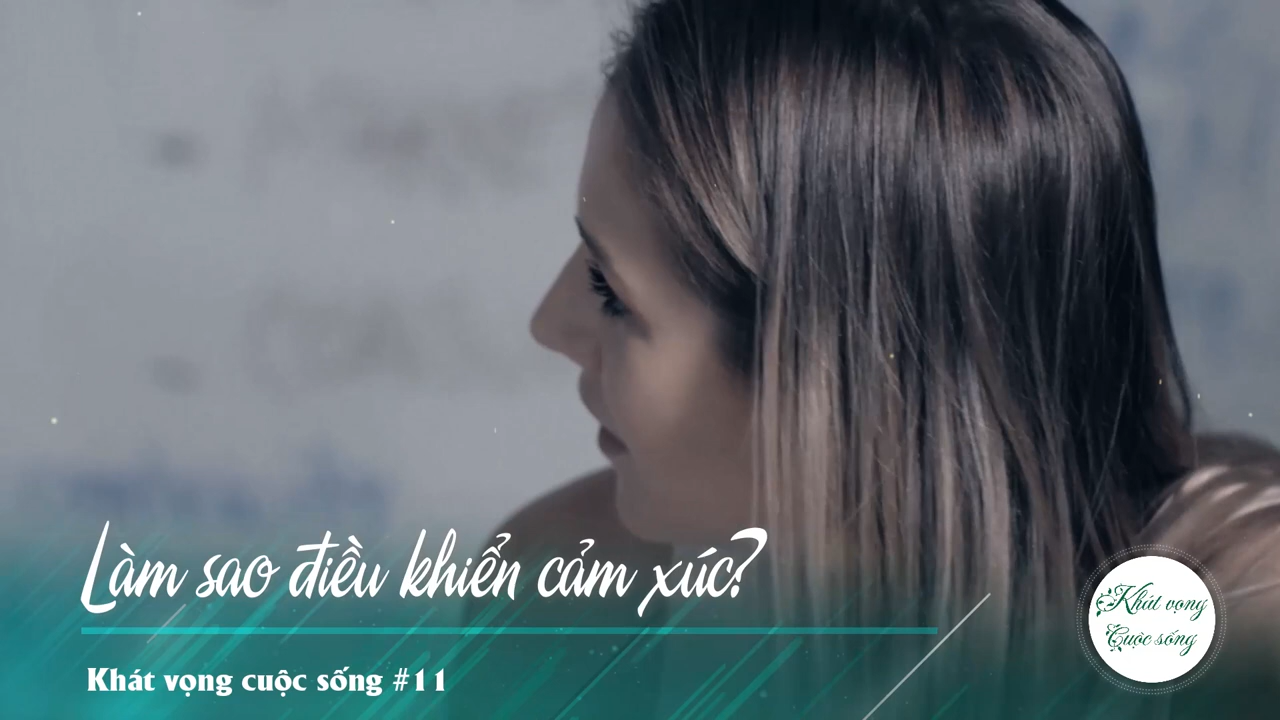 Làm sao điều khiển cảm xúc?
Khát vọng cuộc sống #11
Khát vọng
Cuộc sống